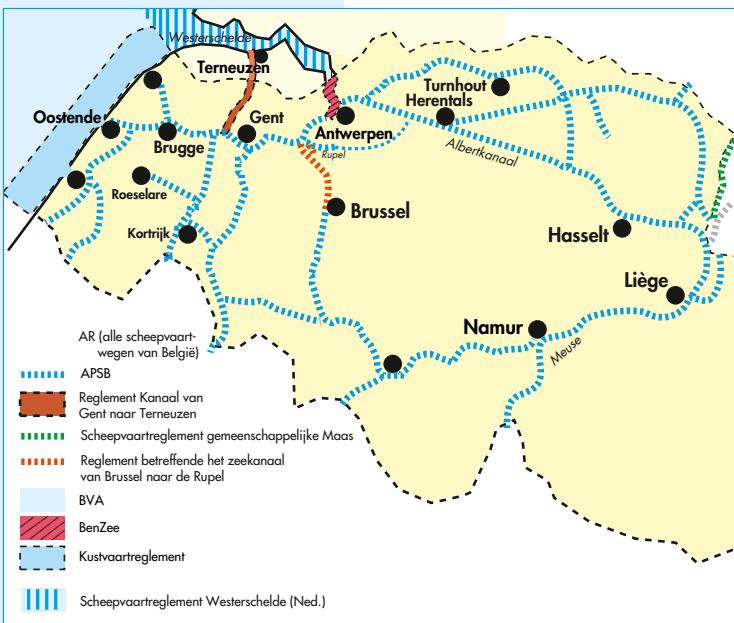 Westerschelde
Terneuzen
Turnhout
Herentals
Oostende
Gent
Antwerpen
Brugge
Rupel
Albertkanaal
Roeselare
Brussel
Kortrijk
Hasselt
Liège
Namur
Meuse
AR (alle scheepvaart-
wegen van België)
APSB
Reglement Kanaal van
Gent naar Terneuzen
Scheepvaartreglement gemeenschappelijke Maas
Reglement betreffende het zeekanaal
van Brussel naar de Rupel
BVA
BenZee
Kustvaartreglement
Scheepvaartreglement Westerschelde (Ned.)